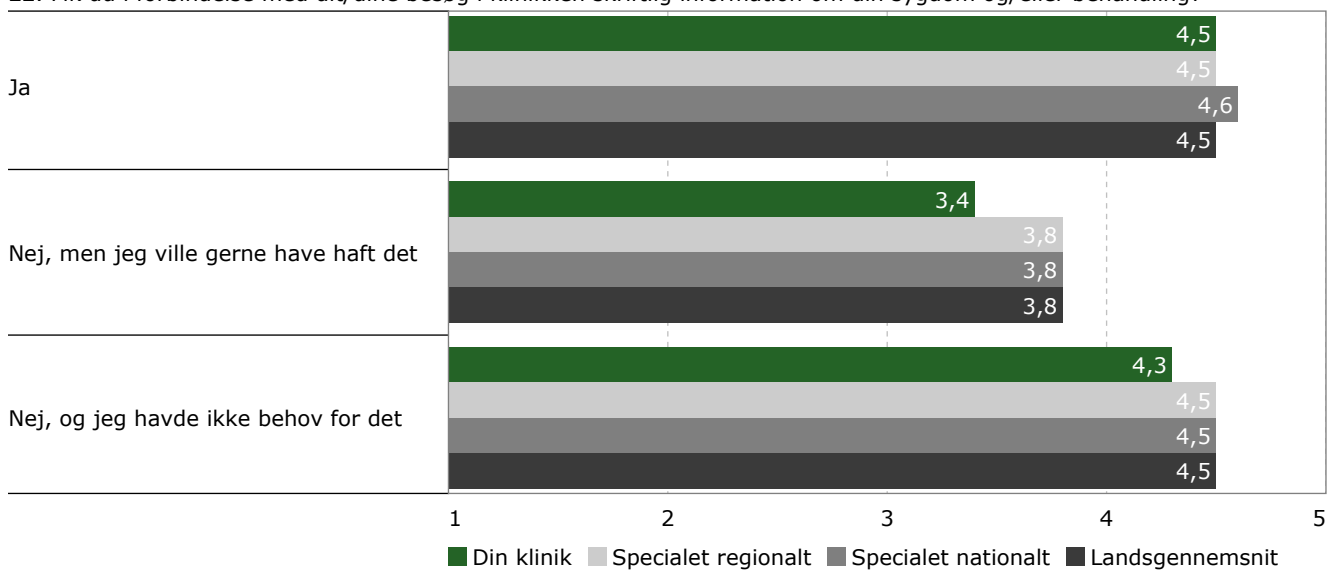 Ja
4,5
4,5
4,6
4,5
Nej, men jeg ville gerne have haft det
3,4
3,8
3,8
3,8
Nej, og jeg havde ikke behov for det
4,3
4,5
4,5
4,5
1 2 3 4 5
Din klinik Specialet regionalt Specialet nationalt Landsgennemsnit